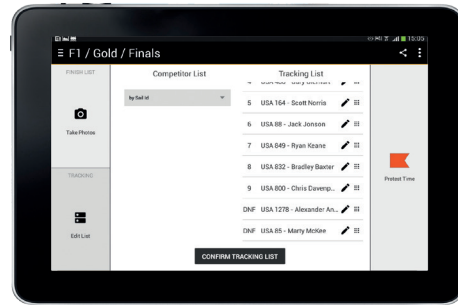 15:05
F1 / Gold / Finals
FINISH LIST
Take Photos
TRACKING
Edit List
Competitor List
by Sail Id
Tracking List
5 USA 164 - Scott Norris
6 USA 88 - Jack Jonson
7 USA 849 - Ryan Keane
8 USA 832 - Bradley Baxter
9 USA 800 - Chris Davenp...
DNF USA 1278 - Alexander An...
DNF USA 85 - Marty McKee
CONFIRM TRACKING LIST
Protest Time